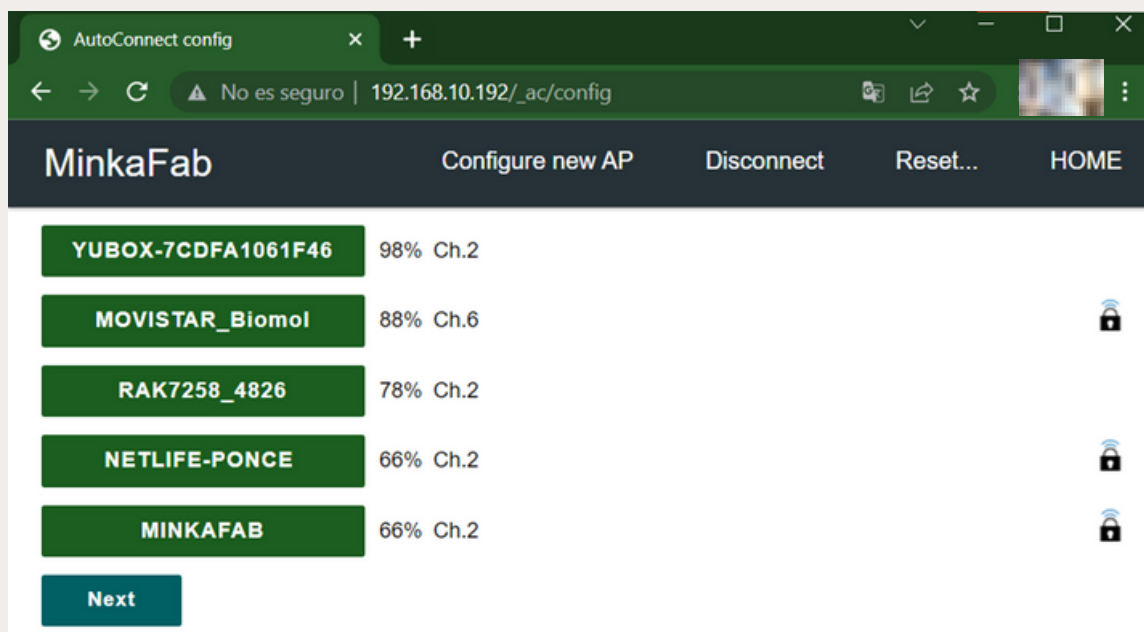 AutoConnect config
No es seguro | 192.168.10.192/_ac/config
MinkaFab Configure new AP Disconnect Reset... HOME
YUBOX-7CDFA1061F46 98% Ch.2
MOVISTAR_Biomol 88% Ch.6
RAK7258_4826 78% Ch.2
NETLIFE-PONCE 66% Ch.2
MINKAFAB 66% Ch.2
Next